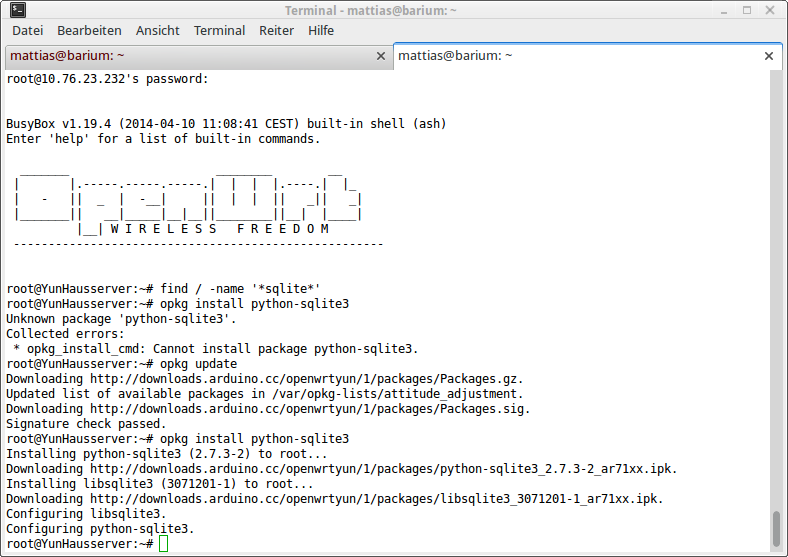 Terminal - mattias@barium: ~
Datei Bearbeiten Ansicht Terminal Reiter Hilfe
mattias@barium: ~ mattias@barium: ~
root@10.76.23.232's password:
BusyBox v1.19.4 (2014-04-10 11:08:41 CEST) built-in shell (ash)
Enter 'help' for a list of built-in commands.
OpenWrt
W I R E L E S S   F R E E D O M
-----------------------------------------------------
root@YunHausserver:~# find / -name '*sqlite*'
root@YunHausserver:~# opkg install python-sqlite3
Unknown package 'python-sqlite3'.
Collected errors:
* opkg_install_cmd: Cannot install package python-sqlite3.
root@YunHausserver:~# opkg update
Downloading http://downloads.arduino.cc/openwrtyun/1/packages/Packages.gz.
Updated list of available packages in /var/opkg-lists/attitude_adjustment.
Downloading http://downloads.arduino.cc/openwrtyun/1/packages/Packages.sig.
Signature check passed.
root@YunHausserver:~# opkg install python-sqlite3
Installing python-sqlite3 (2.7.3-2) to root...
Downloading http://downloads.arduino.cc/openwrtyun/1/packages/python-sqlite3_2.7.3-2_ar71xx.ipk.
Installing libsqlite3 (3071201-1) to root...
Downloading http://downloads.arduino.cc/openwrtyun/1/packages/libsqlite3_3071201-1_ar71xx.ipk.
Configuring libsqlite3.
Configuring python-sqlite3.
root@YunHausserver:~#